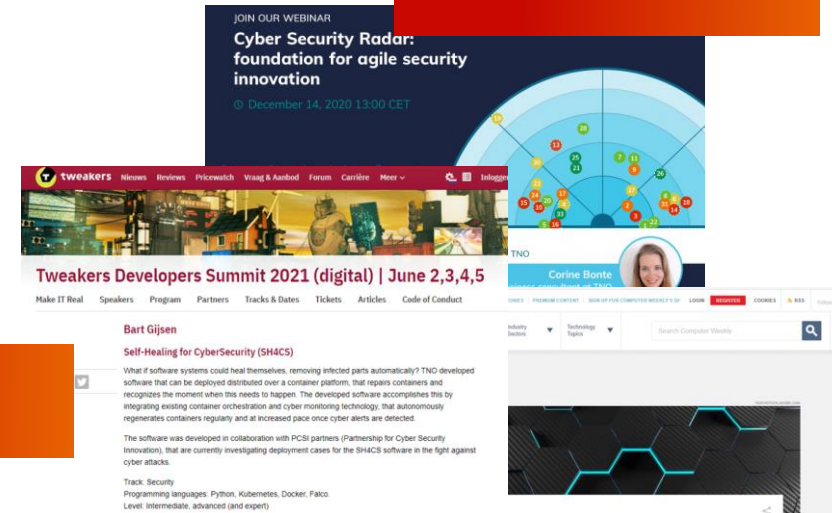 JOIN OUR WEBINAR
Cyber Security Radar:
foundation for agile security
innovation
December 14, 2020 13:00 CET
tweakers Nieuws Reviews Pricewatch Vraag & Aanbod Forum Carrière Meer Inlogge
Tweakers Developers Summit 2021 (digital) | June 2,3,4,5
Make IT Real Speakers Program Partners Tracks & Dates Tickets Articles Code of Conduct
Bart Gijsen
Self-Healing for CyberSecurity (SH4CS)
What if software systems could heal themselves, removing infected parts automatically? TNO developed
software that can be deployed distributed over a container platform, that repairs containers and
recognizes the moment when this needs to happen. The developed software accomplishes this by
integrating existing container orchestration and cyber monitoring technology, that autonomously
regenerates containers regularly and at increased pace once cyber alerts are detected.
The software was developed in collaboration with PCSI partners (Partnership for Cyber Security
Innovation), that are currently investigating deployment cases for the SH4CS software in the fight against
cyber attacks.
Track: Security
Programming languages: Python, Kubernetes, Docker, Falco.
Level: Intermediate, advanced (and expert)
TNO
Corine Bonte
PREMIUM CONTENT SIGN UP FOR COMPUTER WEEKLY'S LOGIN REGISTER COOKIES RSS
Technology
Topics
Search Computer Weekly